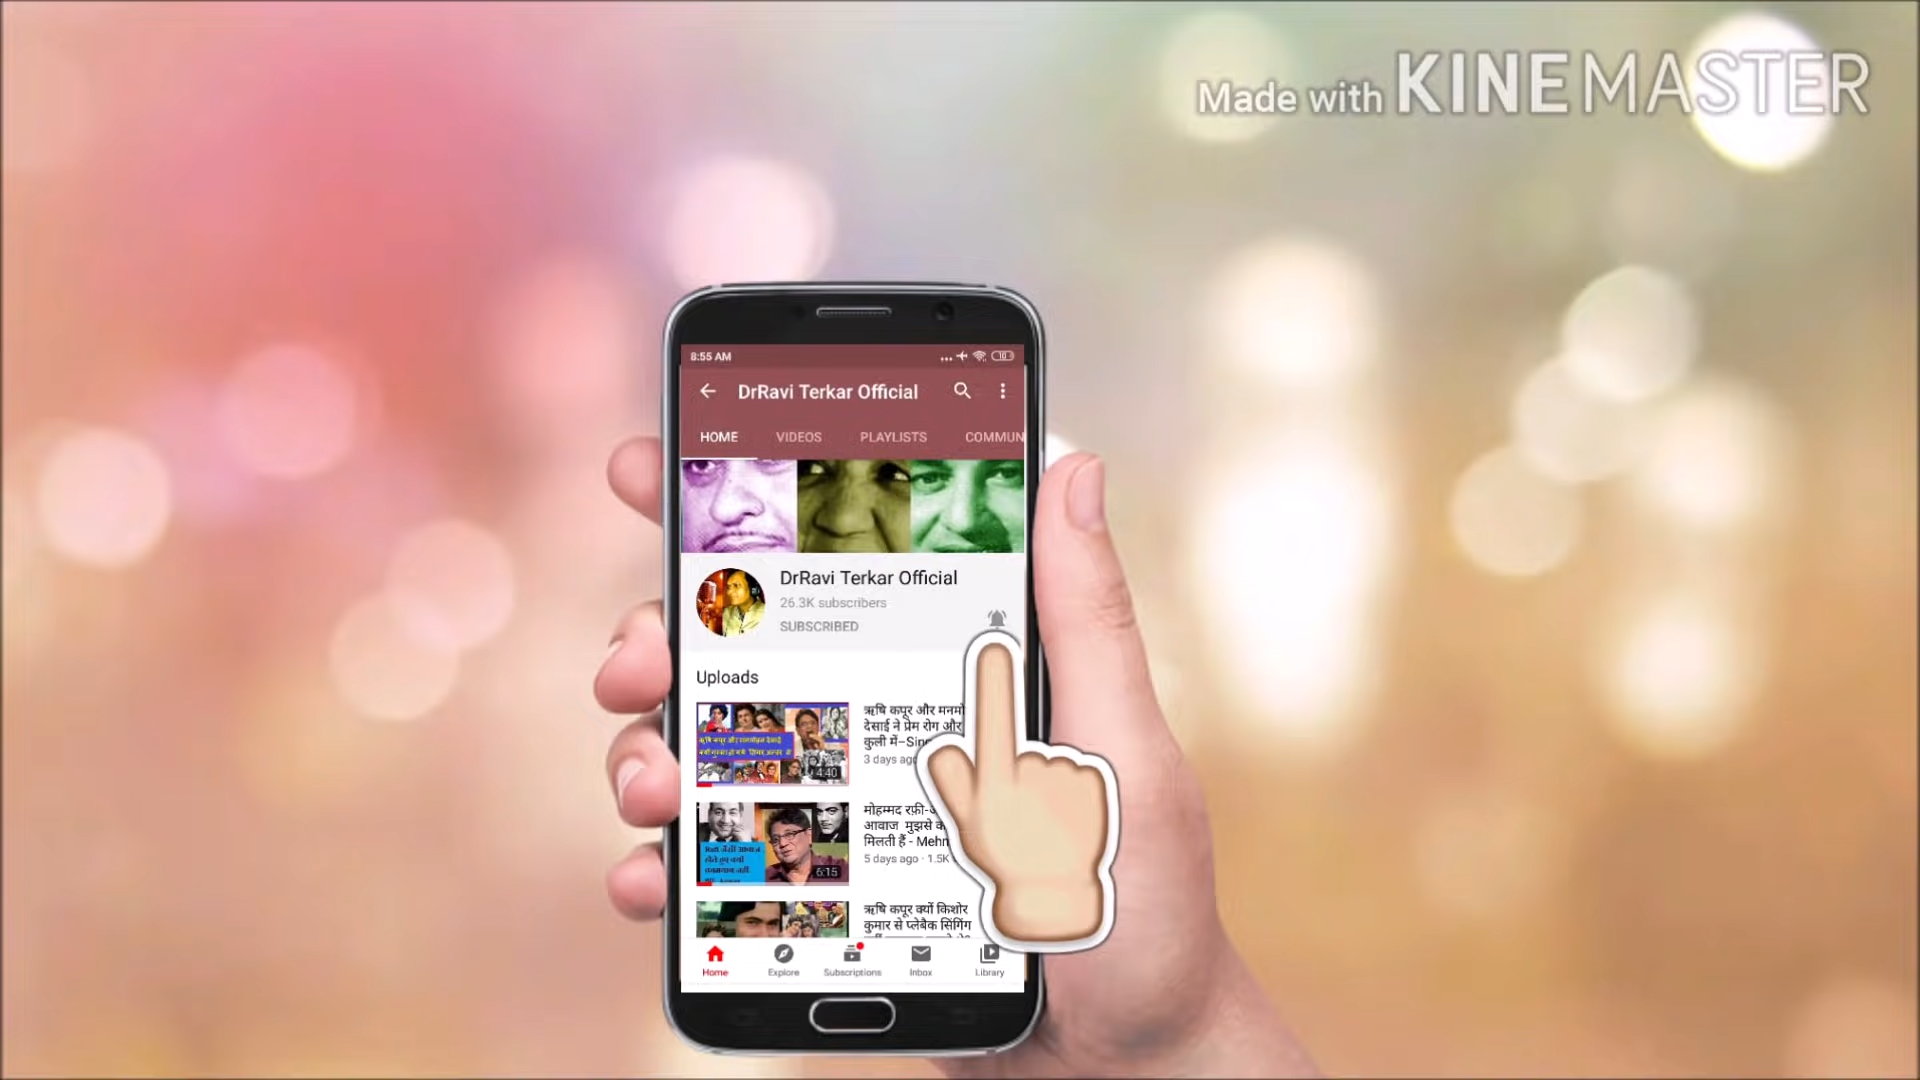 Made with KINEMASTER
8:55 AM
DrRavi Terkar Official
HOME VIDEOS PLAYLISTS COMMUN
DrRavi Terkar Official
26.3K subscribers
SUBSCRIBED
Uploads
ऋषि कपूर और मनमो
देसाई ने प्रेम रोग और
कुली में–Sin
3 days ago
4:40
मोहम्मद रफ़ी-
आवाज मुझसे
मिलती हैं - Mehn
5 days ago · 1.5K
6:15
ऋषि कपूर क्यों किशोर
कुमार से प्लेबैक सिंगिंग
Home Explore Subscriptions Inbox Library